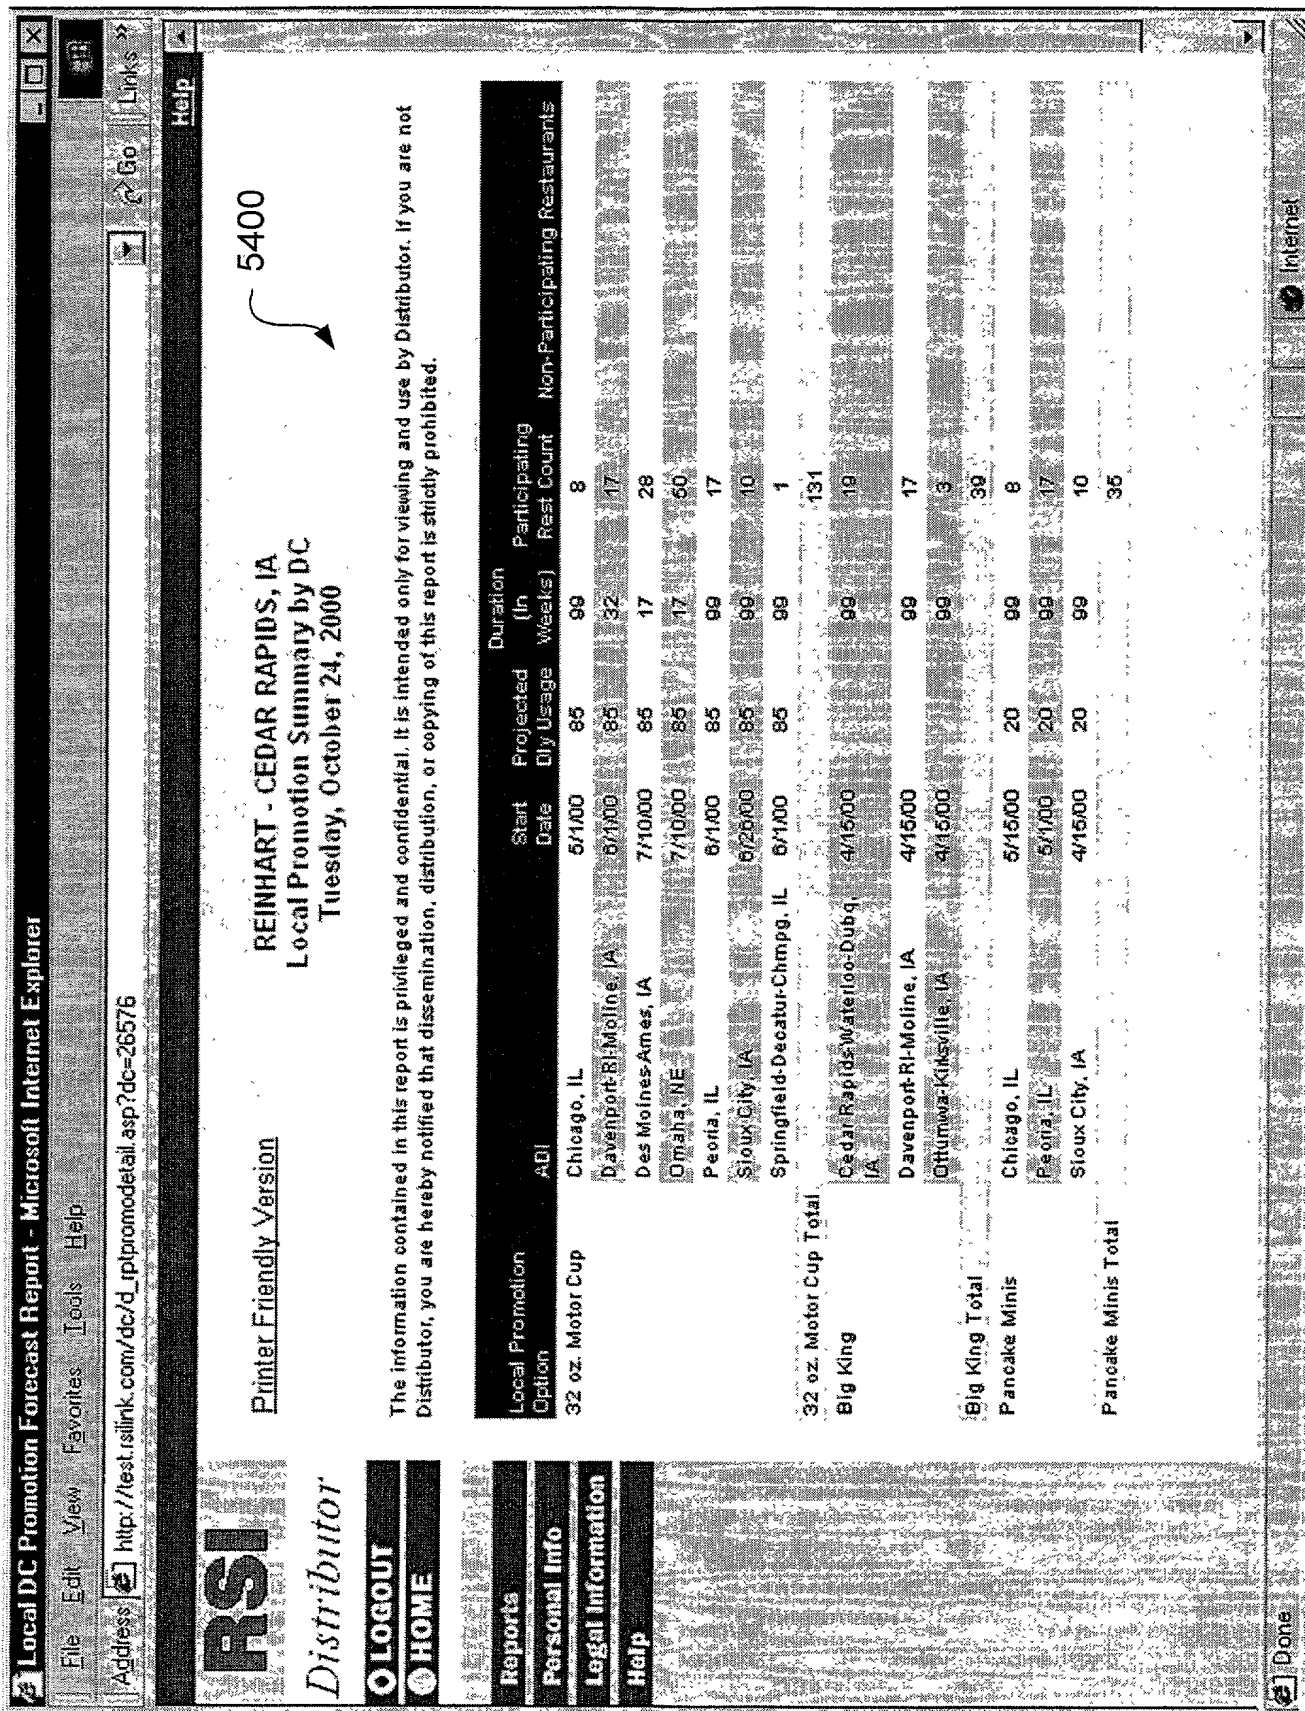 Local DC Promotion Forecast Report - Microsoft Internet Explorer
File Edit View Favorites Tools Help
Address http://test.rsilink.com/dc/d_rptpromodetail.asp?dc=26576 Go Links »
Help
RSI
Distributor
LOGOUT
HOME
Reports
Personal Info
Legal Information
Help
Printer Friendly Version
REINHART - CEDAR RAPIDS, IA
Local Promotion Summary by DC
Tuesday, October 24, 2000
5400
The information contained in this report is privileged and confidential. It is intended only for viewing and use by Distributor. If you are not
Distributor, you are hereby notified that dissemination, distribution, or copying of this report is strictly prohibited.
Local Promotion Option ADI Start Date Projected Dly Usage Duration (In Weeks) Participating Rest Count Non-Participating Restaurants
32 oz. Motor Cup Chicago, IL 5/1/00 85 99 8
Davenport-RI-Moline, IA 6/1/00 85 32 17
Des Moines-Ames, IA 7/10/00 85 17 28
Omaha, NE 7/10/00 85 17 50
Peoria, IL 6/1/00 85 99 17
Sioux City, IA 6/26/00 85 99 10
Springfield-Decatur-Chmpg, IL 6/1/00 85 99 1
32 oz. Motor Cup Total 131
Big King Cedar Rapids-Waterloo-Dubq, IA 4/15/00 99 19
Davenport-RI-Moline, IA 4/15/00 99 17
Ottumwa-Kiksville, IA 4/15/00 99 3
Big King Total 39
Pancake Minis Chicago, IL 5/15/00 20 99 8
Peoria, IL 5/1/00 20 99 17
Sioux City, IA 4/15/00 20 99 10
Pancake Minis Total 35
Done Internet